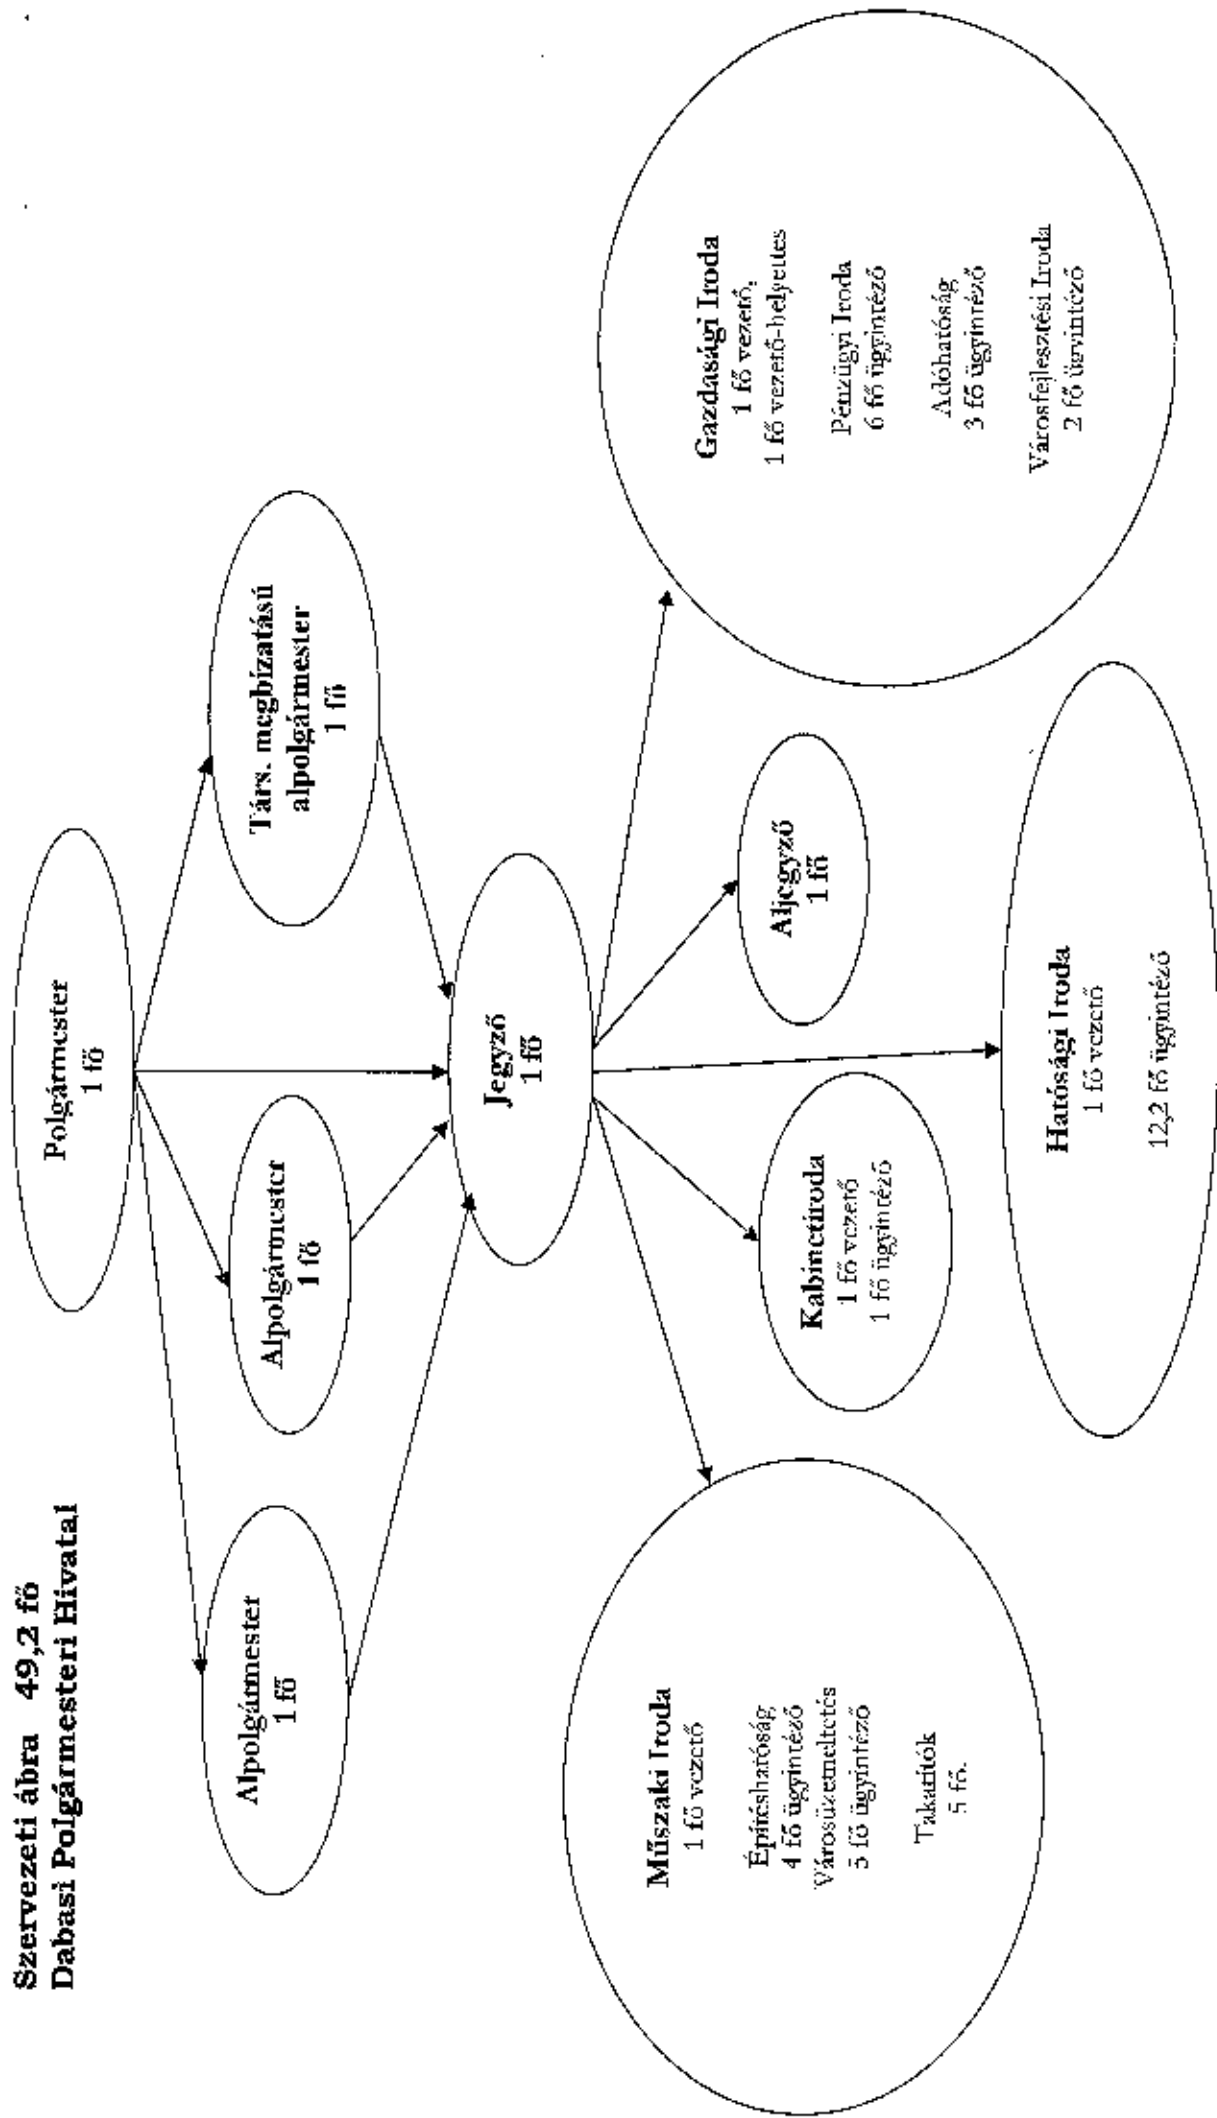 Szervezeti ábra 49,2 fő
Dabasi Polgármesteri Hivatal
Polgármester
1 fő
Alpolgármester
1 fő
Alpolgármester
1 fő
Társ. megbízatású
alpolgármester
1 fő
Jegyző
1 fő
Műszaki Iroda
1 fő vezető
Építéshatóság
4 fő ügyintéző
Városüzemeltetés
5 fő ügyintéző
Takarítók
5 fő.
Kabinetiroda
1 fő vezető
1 fő ügyintéző
Hatósági Iroda
1 fő vezető
12,2 fő ügyintéző
Aljegyző
1 fő
Gazdasági Iroda
1 fő vezető,
1 fő vezető-helyettes
Pénzügyi Iroda
6 fő ügyintéző
Adóhatóság
3 fő ügyintéző
Városfejlesztési Iroda
2 fő ügyintéző